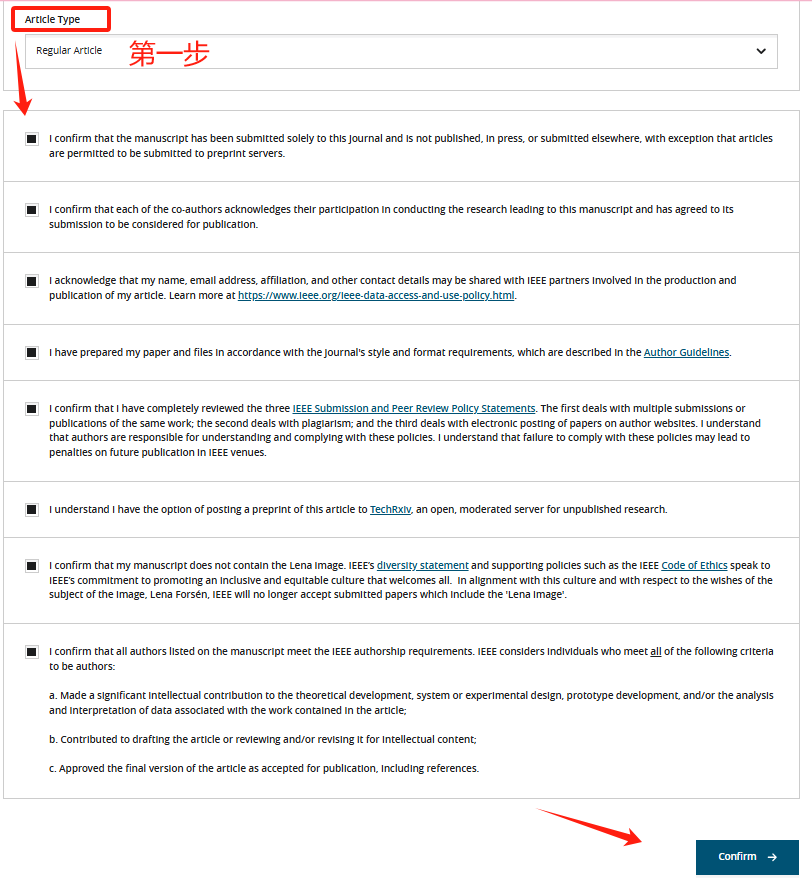 Article Type
Regular Article
第一步
I confirm that the manuscript has been submitted solely to this journal and is not published, in press, or submitted elsewhere, with exception that articles
are permitted to be submitted to preprint servers.
I confirm that each of the co-authors acknowledges their participation in conducting the research leading to this manuscript and has agreed to its
submission to be considered for publication.
I acknowledge that my name, email address, affiliation, and other contact details may be shared with IEEE partners involved in the production and
publication of my article. Learn more at https://www.ieee.org/ieee-data-access-and-use-policy.html.
I have prepared my paper and files in accordance with the journal's style and format requirements, which are described in the Author Guidelines.
I confirm that I have completely reviewed the three IEEE Submission and Peer Review Policy Statements. The first deals with multiple submissions or
publications of the same work; the second deals with plagiarism; and the third deals with electronic posting of papers on author websites. I understand
that authors are responsible for understanding and complying with these policies. I understand that failure to comply with these policies may lead to
penalties on future publication in IEEE venues.
I understand I have the option of posting a preprint of this article to TechRxiv, an open, moderated server for unpublished research.
I confirm that my manuscript does not contain the Lena image. IEEE's diversity statement and supporting policies such as the IEEE Code of Ethics speak to
IEEE's commitment to promoting an inclusive and equitable culture that welcomes all. In alignment with this culture and with respect to the wishes of the
subject of the image, Lena Forsén, IEEE will no longer accept submitted papers which include the 'Lena image'.
I confirm that all authors listed on the manuscript meet the IEEE authorship requirements. IEEE considers individuals who meet all of the following criteria
to be authors:
a. Made a significant intellectual contribution to the theoretical development, system or experimental design, prototype development, and/or the analysis
and interpretation of data associated with the work contained in the article;
b. Contributed to drafting the article or reviewing and/or revising it for intellectual content;
c. Approved the final version of the article as accepted for publication, including references.
Confirm →